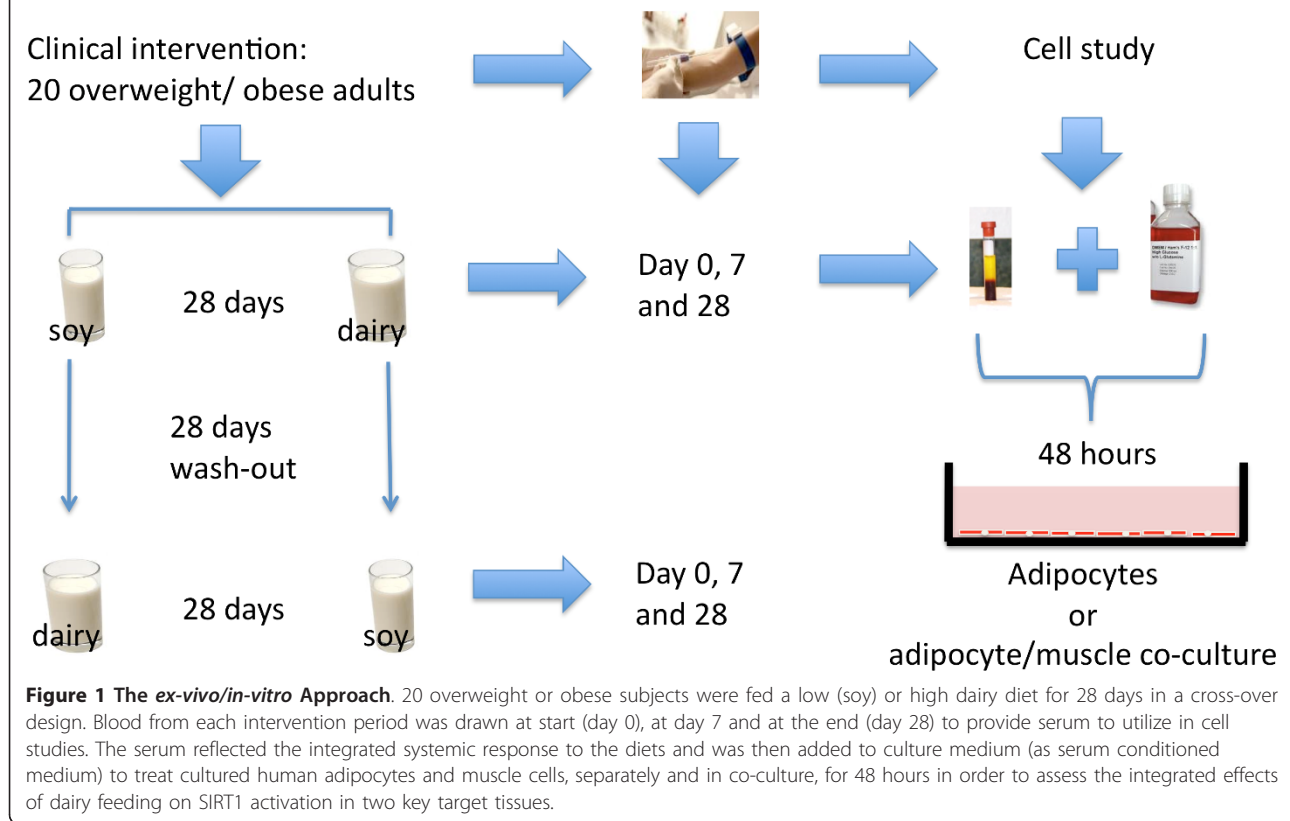 Clinical intervention:
20 overweight/ obese adults
Cell study
soy
28 days
dairy
Day 0, 7
and 28
High Glucose
28 days
wash-out
48 hours
dairy
28 days
soy
Day 0, 7
and 28
Adipocytes
or
adipocyte/muscle co-culture
Figure 1 The ex-vivo/in-vitro Approach. 20 overweight or obese subjects were fed a low (soy) or high dairy diet for 28 days in a cross-over
design. Blood from each intervention period was drawn at start (day 0), at day 7 and at the end (day 28) to provide serum to utilize in cell
studies. The serum reflected the integrated systemic response to the diets and was then added to culture medium (as serum conditioned
medium) to treat cultured human adipocytes and muscle cells, separately and in co-culture, for 48 hours in order to assess the integrated effects
of dairy feeding on SIRT1 activation in two key target tissues.